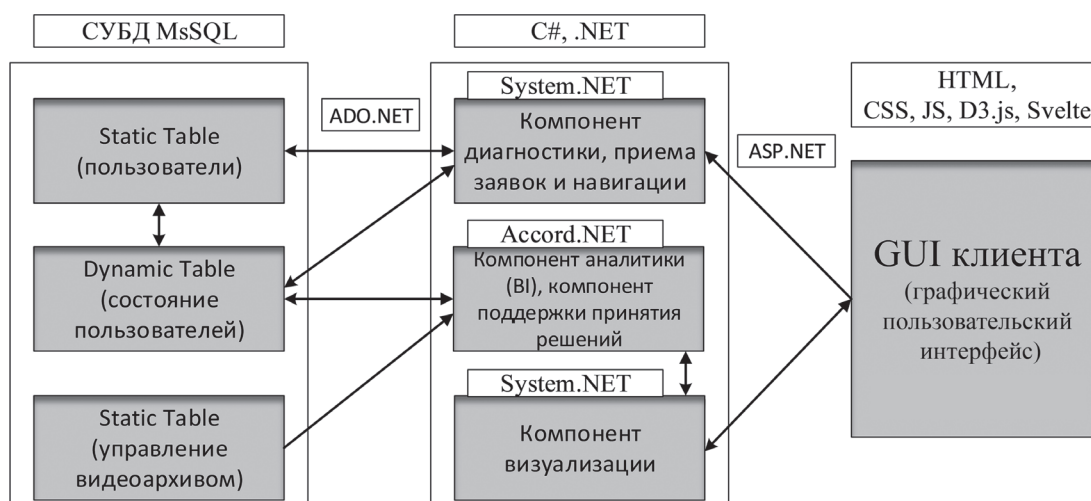 СУБД MsSQL
Static Table
(пользователи)
Dynamic Table
(состояние
пользователей)
Static Table
(управление
видеоархивом)
ADO.NET
C#, .NET
System.NET
Компонент
диагностики, приема
заявок и навигации
Accord.NET
Компонент аналитики
(BI), компонент
поддержки принятия
решений
System.NET
Компонент
визуализации
ASP.NET
HTML,
CSS, JS, D3.js, Svelte
GUI клиента
(графический
пользовательский
интерфейс)